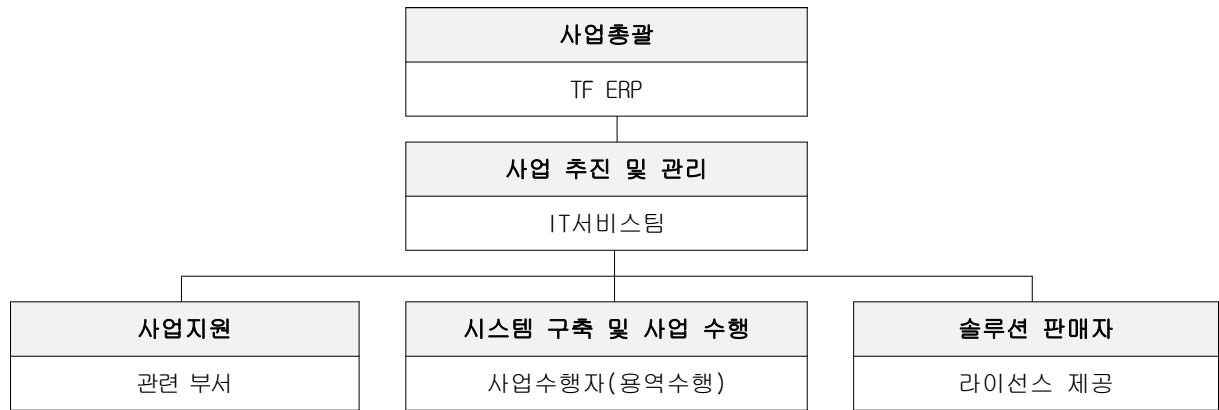 사업총괄
TF ERP
사업 추진 및 관리
IT서비스팀
사업지원
관련 부서
시스템 구축 및 사업 수행
사업수행자(용역수행)
솔루션 판매자
라이선스 제공